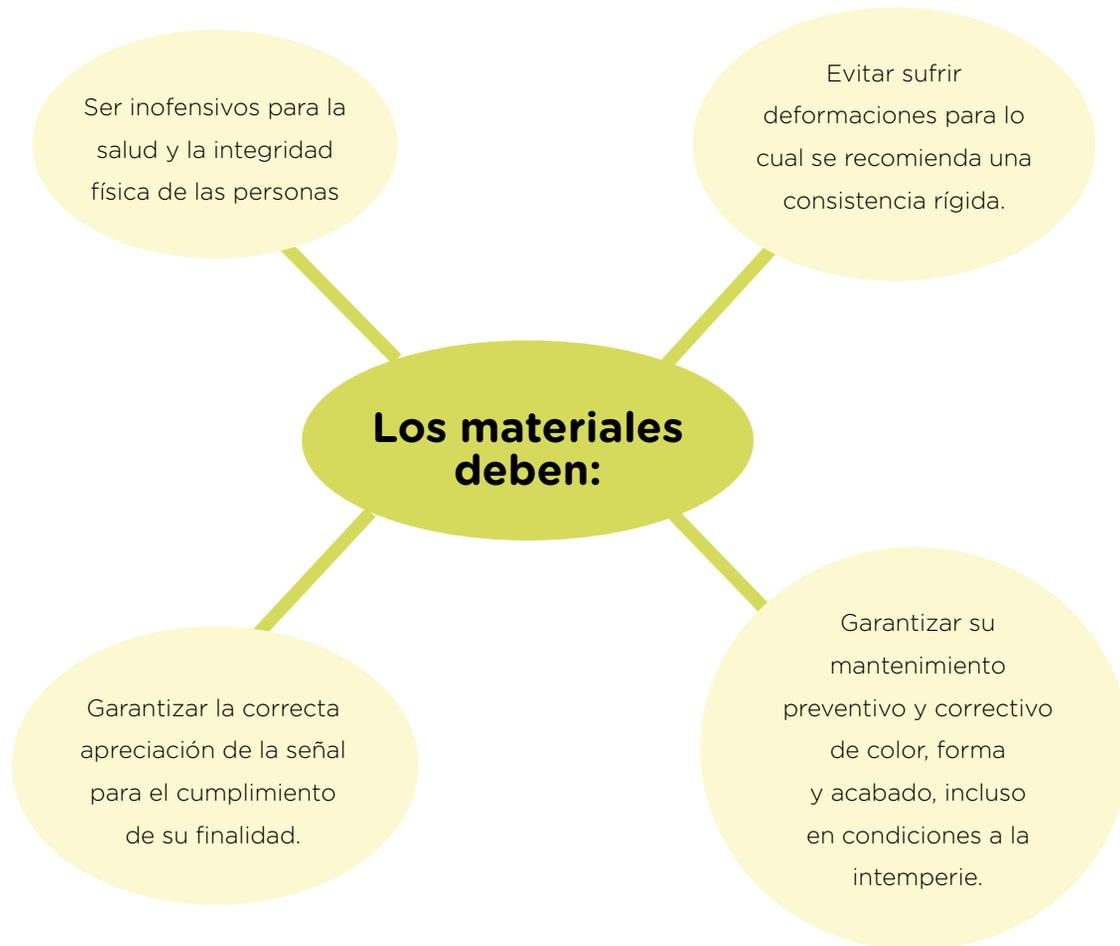 Ser inofensivos para la
salud y la integridad
física de las personas
Evitar sufrir
deformaciones para lo
cual se recomienda una
consistencia rígida.
Los materiales
deben:
Garantizar la correcta
apreciación de la señal
para el cumplimiento
de su finalidad.
Garantizar su
mantenimiento
preventivo y correctivo
de color, forma
y acabado, incluso
en condiciones a la
intemperie.